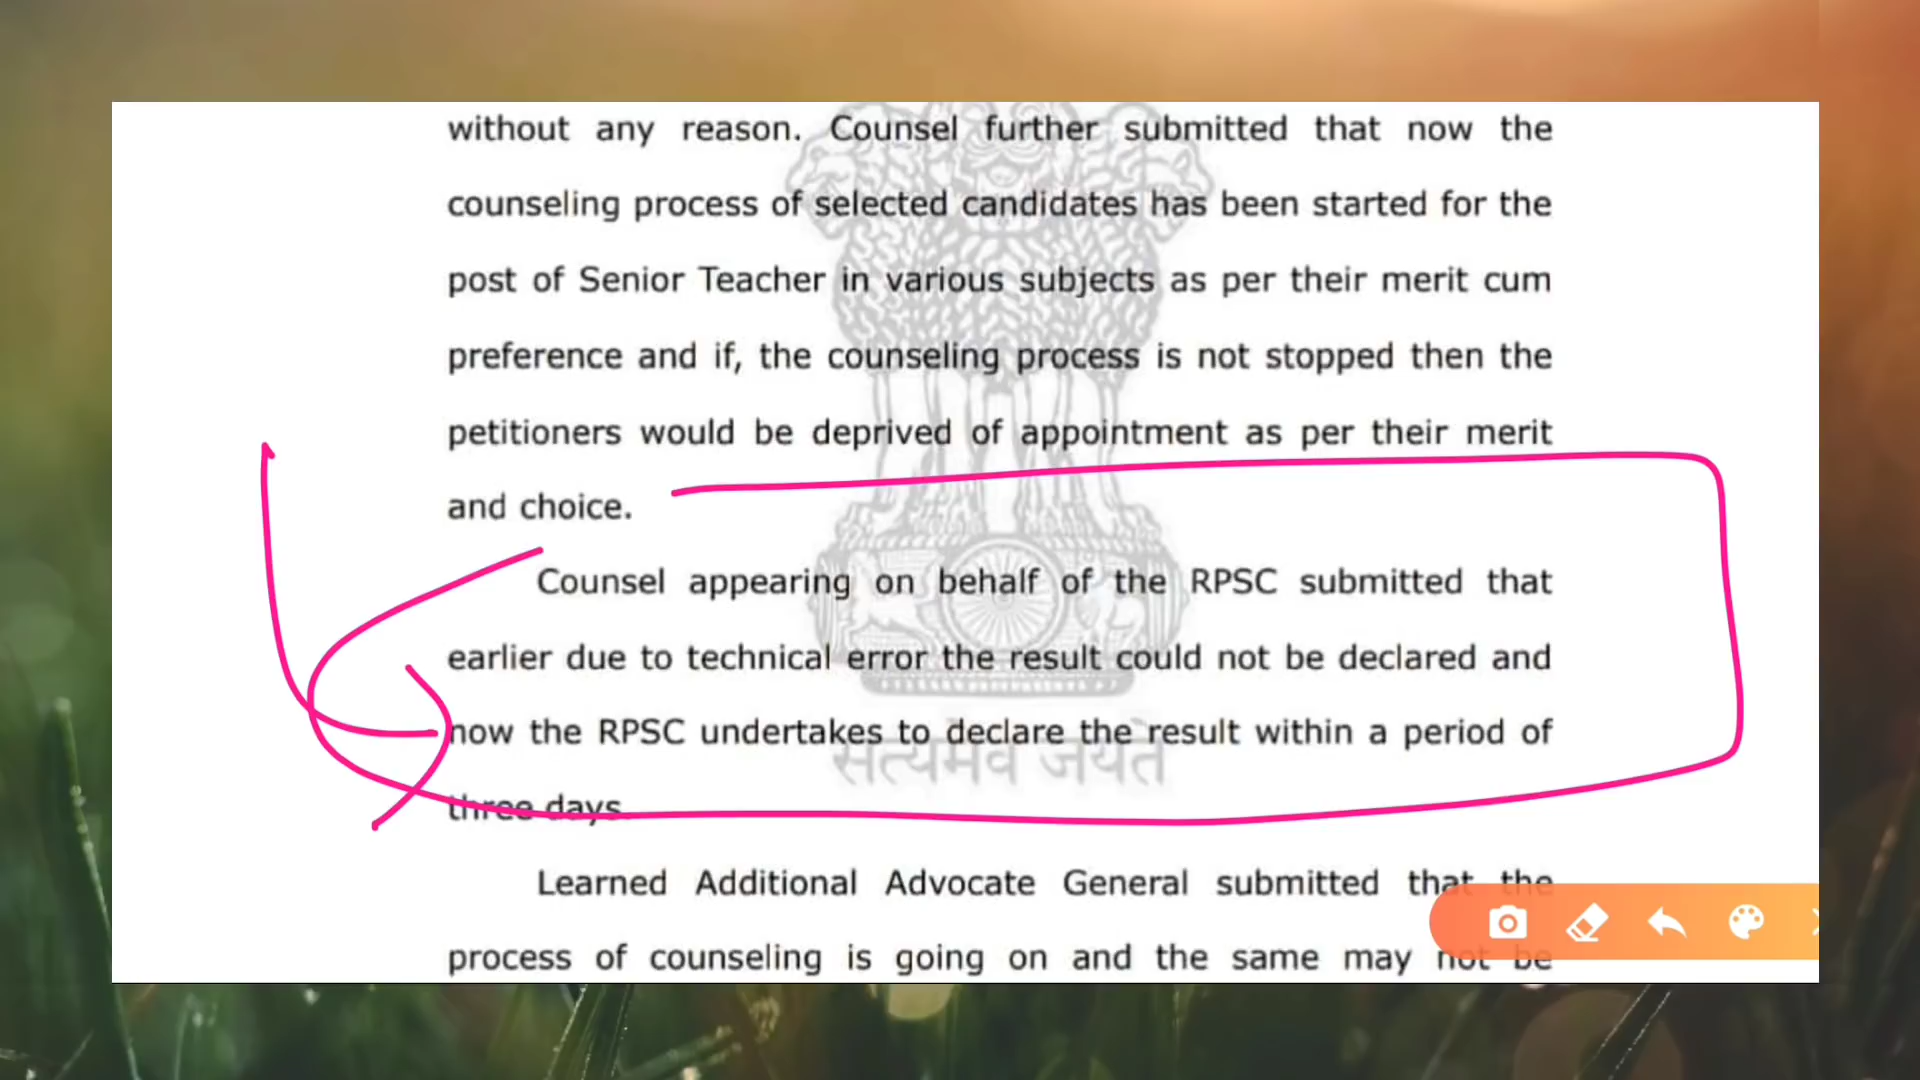 without any reason. Counsel further submitted that now the
counseling process of selected candidates has been started for the
post of Senior Teacher in various subjects as per their merit cum
preference and if, the counseling process is not stopped then the
petitioners would be deprived of appointment as per their merit
and choice.
Counsel appearing on behalf of the RPSC submitted that
earlier due to technical error the result could not be declared and
now the RPSC undertakes to declare the result within a period of
सत्यमेव जयते
three days.
Learned Additional Advocate General submitted that the
process of counseling is going on and the same may not be